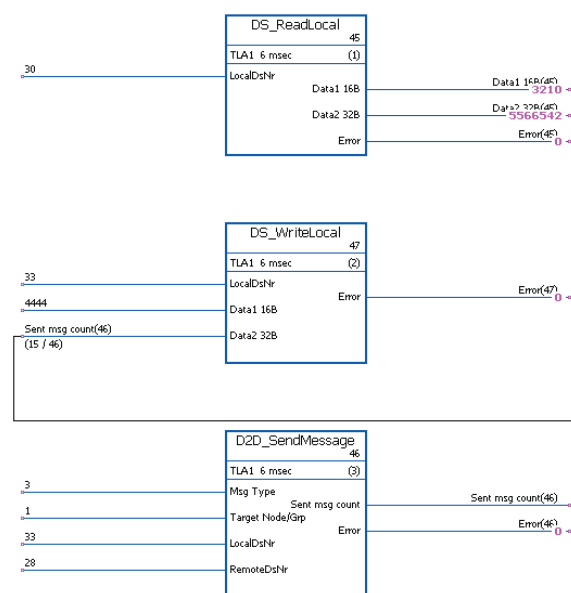 DS_ReadLocal
45
TLA1 6 msec (1)
30
LocalDsNr
Data1 16B
Data1 16B(45)
3210
Data2 32B
Data2 32B(45)
5566542
Error
Error(45)
0
DS_WriteLocal
47
TLA1 6 msec (2)
33
LocalDsNr
Error
Error(47)
0
4444
Data1 16B
Sent msg count(46)
(15 / 46)
Data2 32B
D2D_SendMessage
46
TLA1 6 msec (3)
3
Msg Type
Sent msg count
Sent msg count(46)
1
Target Node/Grp
Error
Error(46)
0
33
LocalDsNr
28
RemoteDsNr